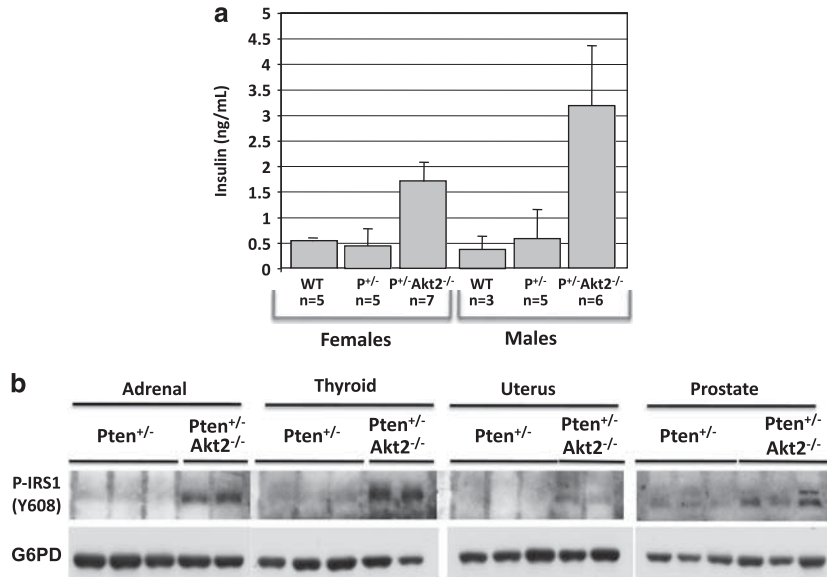 a
5
4.5
4
3.5
3
2.5
2
1.5
1
0.5
0
Insulin (ng/mL)
WT P+/- P+/-Akt2-/- WT P+/- P+/-Akt2-/-
n=5 n=5 n=7 n=3 n=5 n=6
Females Males
b
Adrenal Thyroid Uterus Prostate
Pten+/- Pten+/- Akt2-/- Pten+/- Pten+/- Akt2-/- Pten+/- Pten+/- Akt2-/- Pten+/- Pten+/- Akt2-/-
P-IRS1
(Y608)
G6PD